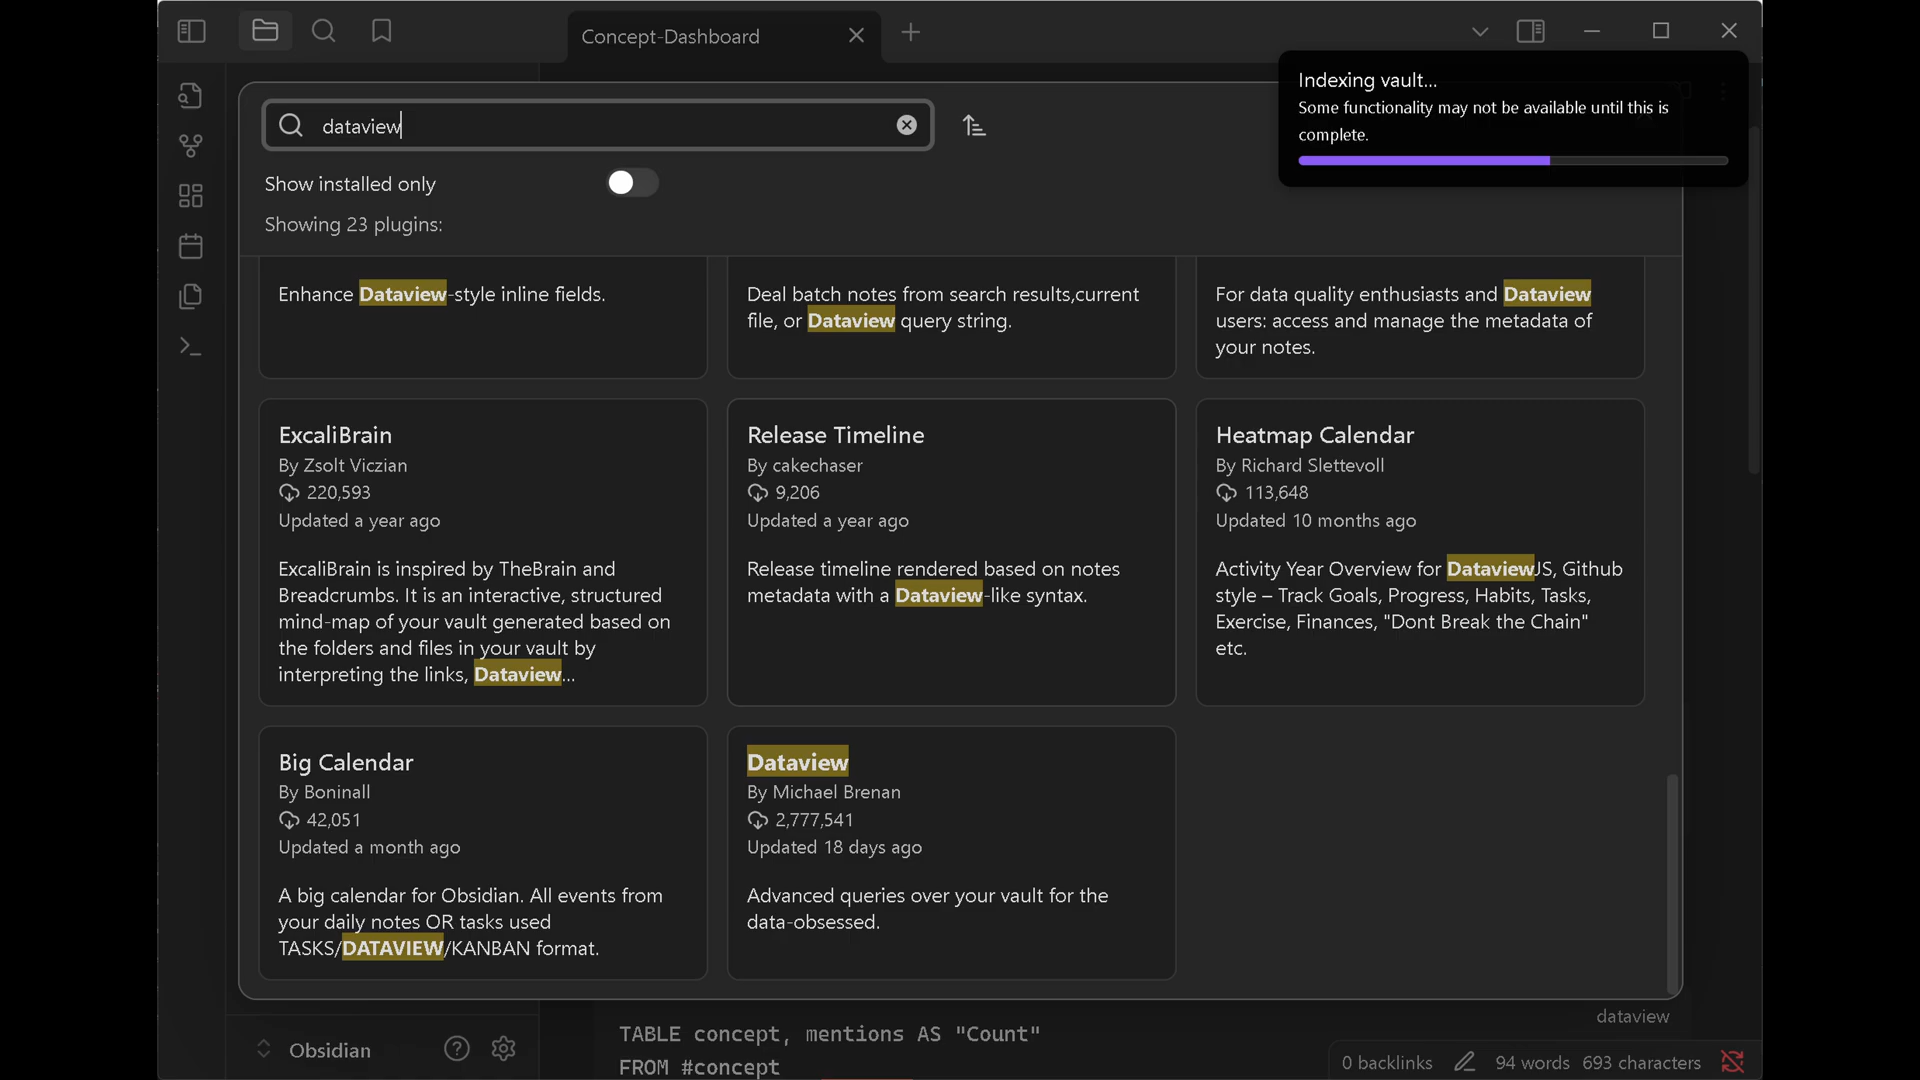 Concept-Dashboard
Indexing vault...
Some functionality may not be available until this is
complete.
dataview
Show installed only
Showing 23 plugins:
Enhance Dataview-style inline fields.
Deal batch notes from search results,current
file, or Dataview query string.
For data quality enthusiasts and Dataview
users: access and manage the metadata of
your notes.
ExcaliBrain
By Zsolt Viczian
220,593
Updated a year ago
ExcaliBrain is inspired by TheBrain and
Breadcrumbs. It is an interactive, structured
mind-map of your vault generated based on
the folders and files in your vault by
interpreting the links, Dataview...
Release Timeline
By cakechaser
9,206
Updated a year ago
Release timeline rendered based on notes
metadata with a Dataview-like syntax.
Heatmap Calendar
By Richard Slettevoll
113,648
Updated 10 months ago
Activity Year Overview for DataviewJS, Github
style – Track Goals, Progress, Habits, Tasks,
Exercise, Finances, "Dont Break the Chain"
etc.
Big Calendar
By Boninall
42,051
Updated a month ago
A big calendar for Obsidian. All events from
your daily notes OR tasks used
TASKS/DATAVIEW/KANBAN format.
Dataview
By Michael Brenan
2,777,541
Updated 18 days ago
Advanced queries over your vault for the
data-obsessed.
dataview
TABLE concept, mentions AS "Count"
FROM #concept
Obsidian
0 backlinks
94 words
693 characters